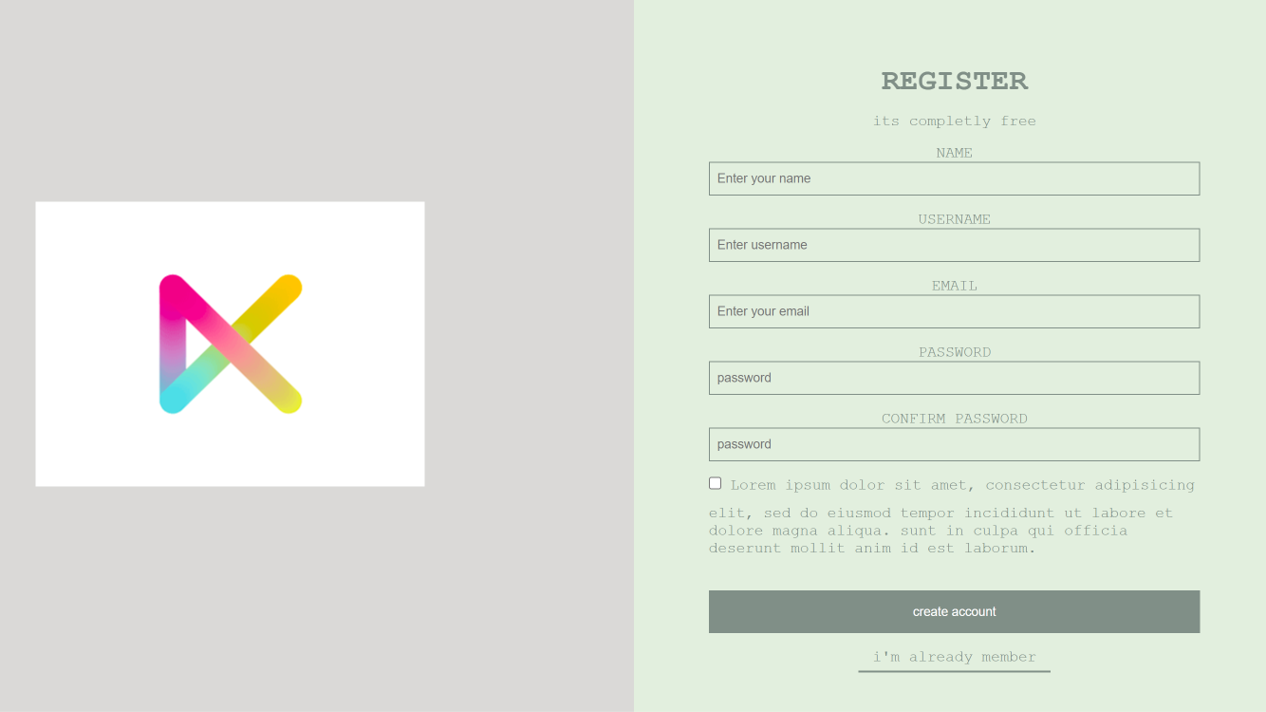 REGISTER
its completly free
NAME
Enter your name
USERNAME
Enter username
EMAIL
Enter your email
PASSWORD
password
CONFIRM PASSWORD
password
Lorem ipsum dolor sit amet, consectetur adipisicing
elit, sed do eiusmod tempor incididunt ut labore et
dolore magna aliqua. sunt in culpa qui officia
deserunt mollit anim id est laborum.
create account
i'm already member